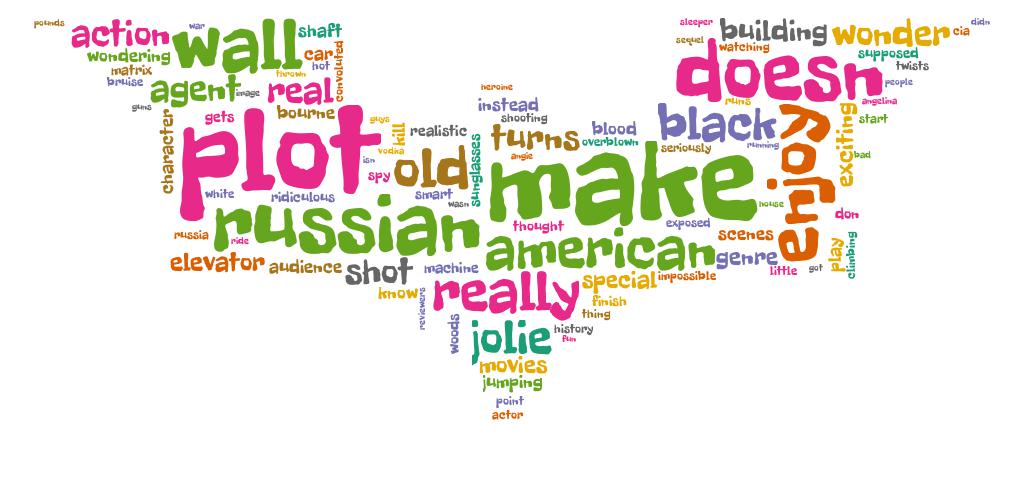 pounds
action
war
wall
shaft
wondering
matrix
bruise
car
hot
convoluted
thrown
agent
image
real
guns
gets
bourne
character
plot
guys
kill
vodka
isn
spy
white
ridiculous
russian
russia
ride
elevator
audience
shot
machine
know
reviewers
realistic
old
smart
wasn
sunglasses
heroine
instead
shooting
turns
blood
overblown
angie
make
thought
american
exposed
scenes
genre
little
got
special
impossible
really
finish
thing
woods
jolie
history
fun
movies
jumping
point
actor
sleeper
building
wonder
cia
didn
sequel
watching
supposed
doesn
twists
people
angelina
runs
black
seriously
running
enjoy
exciting
start
bad
house
don
play
climbing